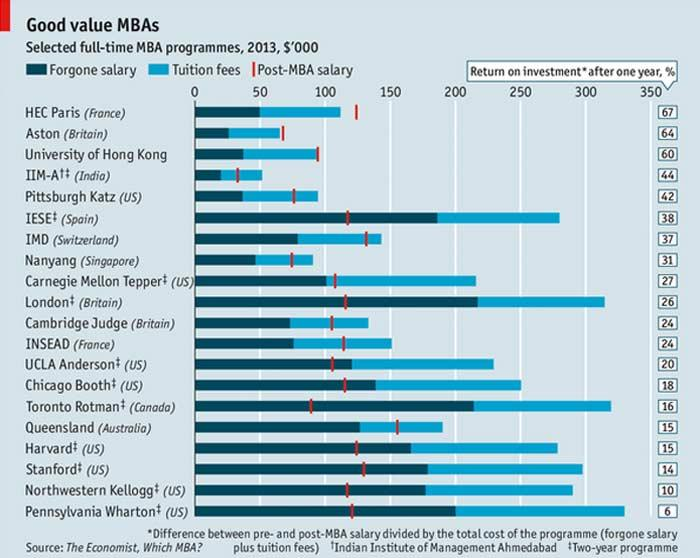 Good value MBAs
Selected full-time MBA programmes, 2013, $'000
Forgone salary Tuition fees Post-MBA salary
Return on investment* after one year, %
0 50 100 150 200 250 300 350
HEC Paris (France) 67
Aston (Britain) 64
University of Hong Kong 60
IIM-A†‡ (India) 44
Pittsburgh Katz (US) 42
IESE‡ (Spain) 38
IMD (Switzerland) 37
Nanyang (Singapore) 31
Carnegie Mellon Tepper‡ (US) 27
London‡ (Britain) 26
Cambridge Judge (Britain) 24
INSEAD (France) 24
UCLA Anderson‡ (US) 20
Chicago Booth‡ (US) 18
Toronto Rotman‡ (Canada) 16
Queensland (Australia) 15
Harvard‡ (US) 15
Stanford‡ (US) 14
Northwestern Kellogg‡ (US) 10
Pennsylvania Wharton‡ (US) 6
*Difference between pre- and post-MBA salary divided by the total cost of the programme (forgone salary
Source: The Economist, Which MBA? plus tuition fees) †Indian Institute of Management Ahmedabad ‡Two-year programme